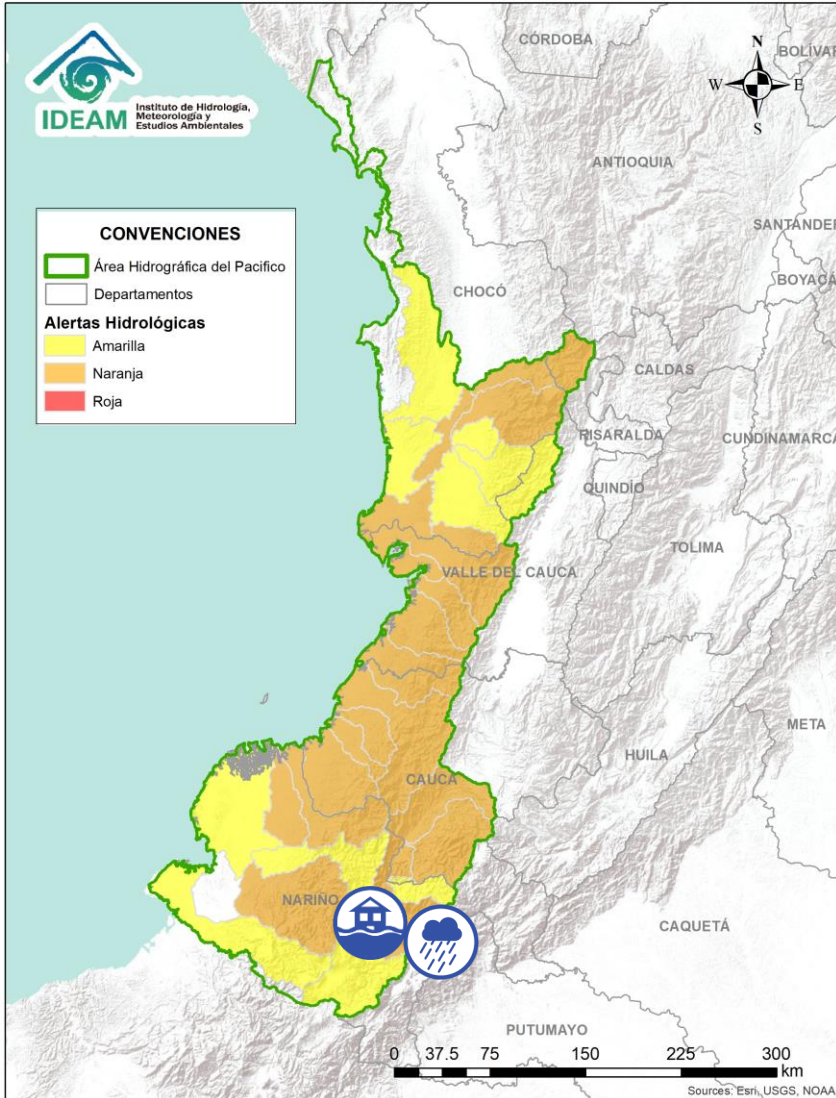 IDEAM
Instituto de Hidrología,
Meteorología y
Estudios Ambientales
CÓRDOBA
BOLÍVAR
N
W E
S
ANTIOQUIA
SANTANDER
BOYACÁ
CONVENCIONES
Área Hidrográfica del Pacifico
Departamentos
Alertas Hidrológicas
Amarilla
Naranja
Roja
CHOCÓ
CALDAS
RISARALDA
CUNDINAMARCA
QUINDÍO
TOLIMA
VALLE DEL CAUCA
META
HUILA
CAUCA
NARIÑO
CAQUETÁ
PUTUMAYO
0 37.5 75 150 225 300
km
Sources: Esri, USGS, NOAA